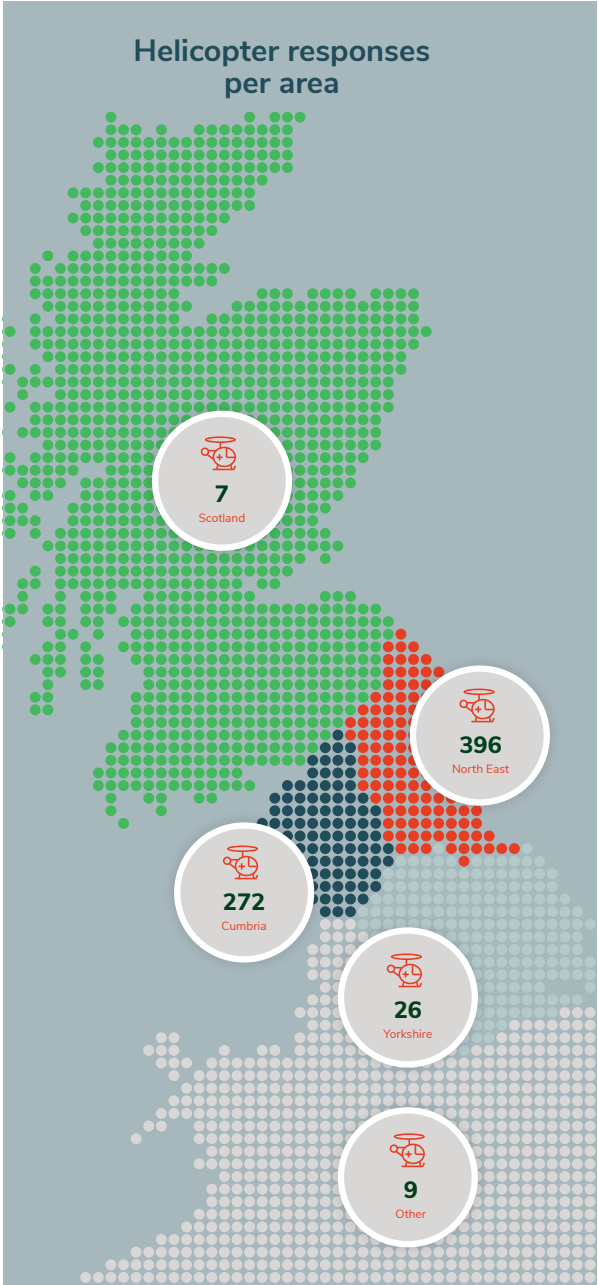 Helicopter responses
per area
7
Scotland
396
North East
272
Cumbria
26
Yorkshire
9
Other